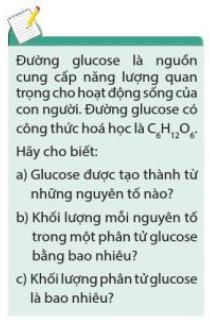 Đường glucose là nguồn
cung cấp năng lượng quan
trọng cho hoạt động sống của
con người. Đường glucose có
công thức hoá học là C₆H₁₂O₆.
Hãy cho biết:
a) Glucose được tạo thành từ
những nguyên tố nào?
b) Khối lượng mỗi nguyên tố
trong một phân tử glucose
bằng bao nhiêu?
c) Khối lượng phân tử glucose
là bao nhiêu?